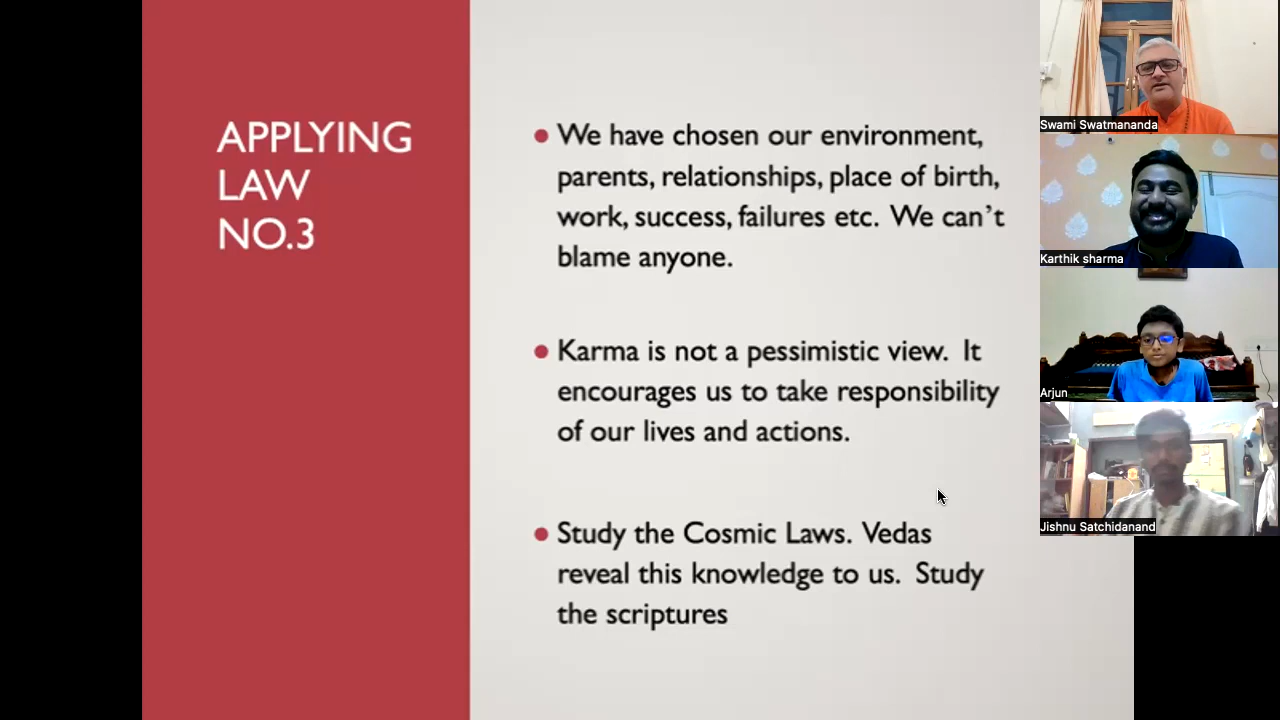 APPLYING
LAW
NO.3
• We have chosen our environment,
parents, relationships, place of birth,
work, success, failures etc. We can't
blame anyone.
• Karma is not a pessimistic view. It
encourages us to take responsibility
of our lives and actions.
• Study the Cosmic Laws. Vedas
reveal this knowledge to us. Study
the scriptures
Swami Swatmananda
Karthik sharma
Arjun
Jishnu Satchidanand